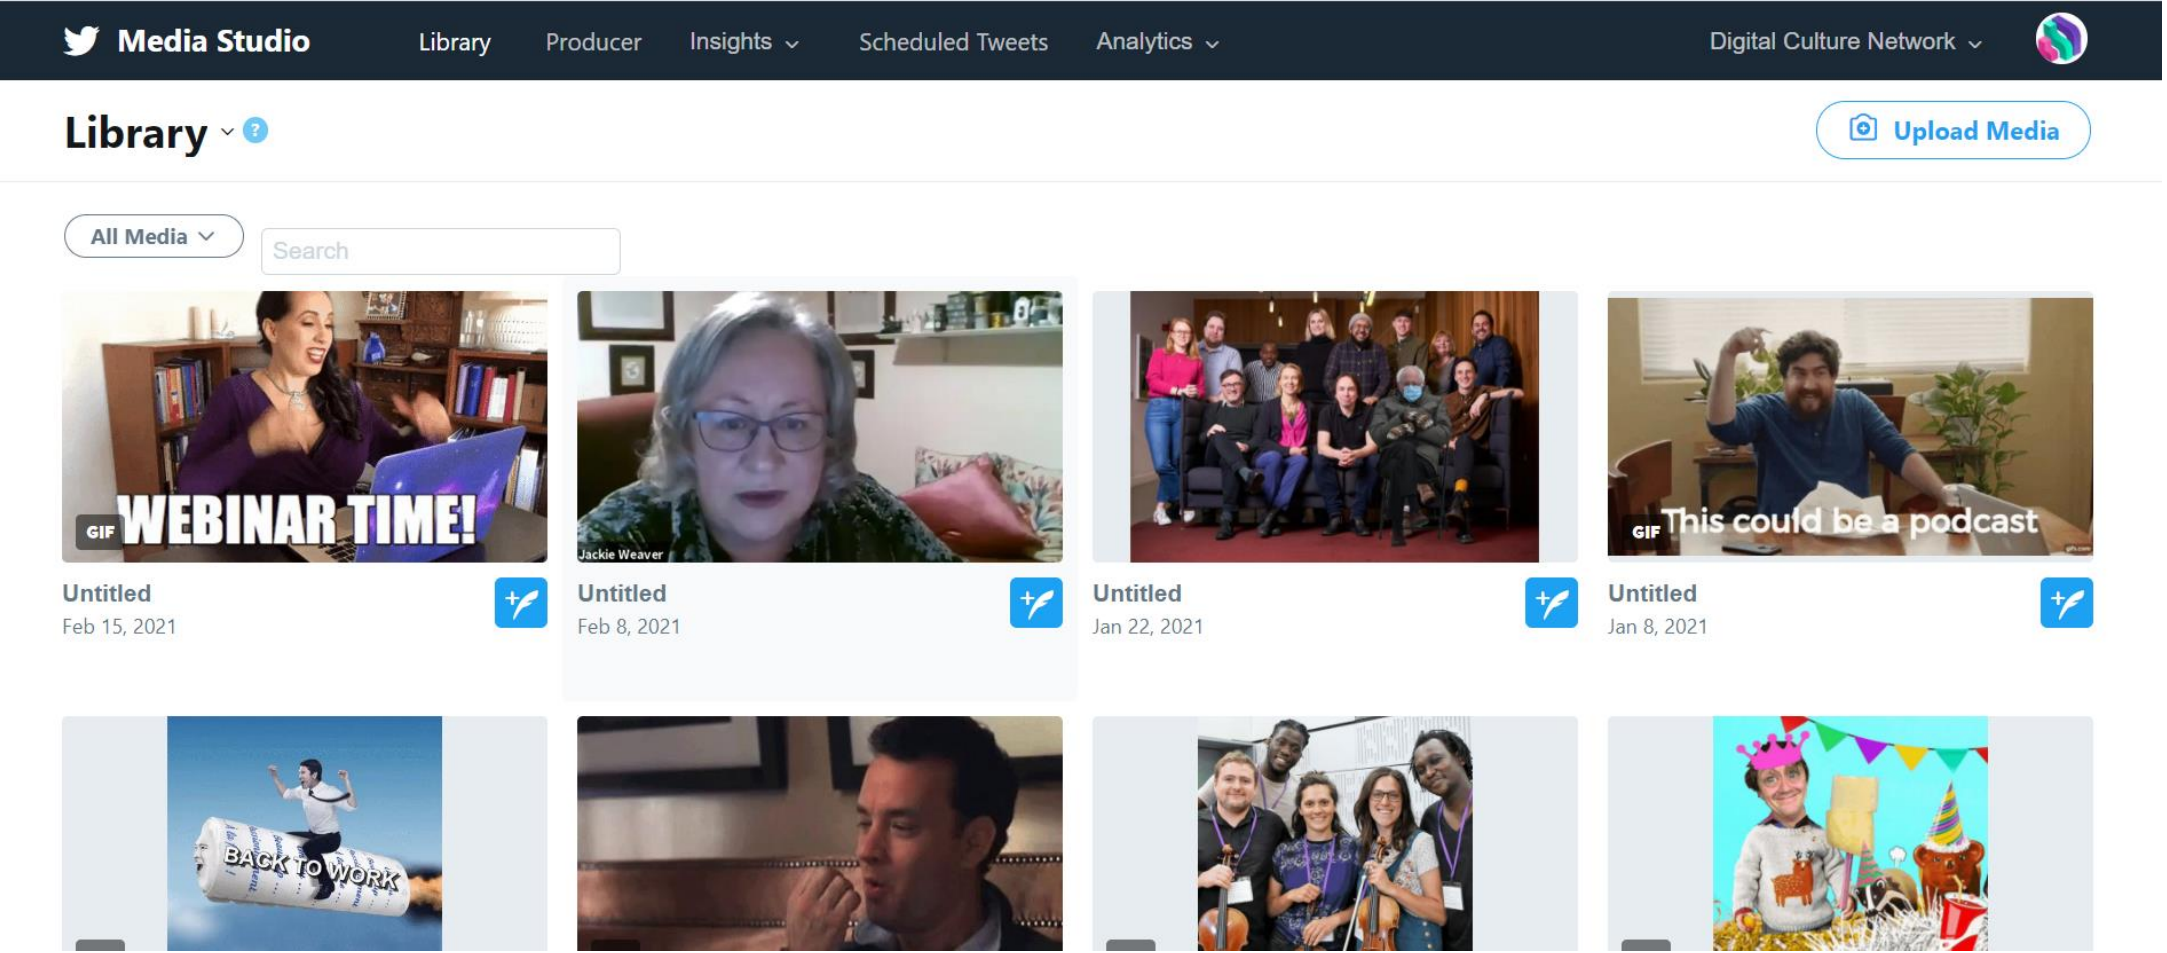 Media Studio
Library
Producer
Insights
Scheduled Tweets
Analytics
Digital Culture Network
Library
?
Upload Media
All Media
Search
GIF
WEBINAR TIME!
Jackie Weaver
GIF
This could be a podcast
Untitled
Feb 15, 2021
Untitled
Feb 8, 2021
Untitled
Jan 22, 2021
Untitled
Jan 8, 2021
BACK TO WORK